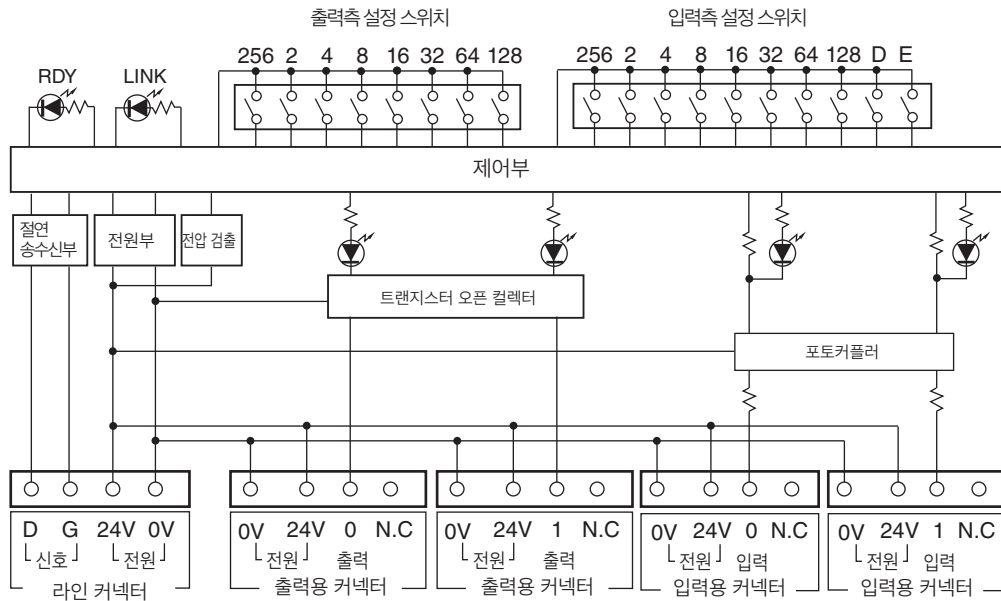 출력측 설정 스위치
입력측 설정 스위치
256 2 4 8 16 32 64 128
256 2 4 8 16 32 64 128 D E
RDY
LINK
제어부
절연
송수신부
전원부
전압 검출
트랜지스터 오픈 컬렉터
포토커플러
D G 24V 0V
신호
전원
라인 커넥터
0V 24V 0 N.C
전원
출력
출력용 커넥터
0V 24V 1 N.C
전원
출력
출력용 커넥터
0V 24V 0 N.C
전원
입력
입력용 커넥터
0V 24V 1 N.C
전원
입력
입력용 커넥터